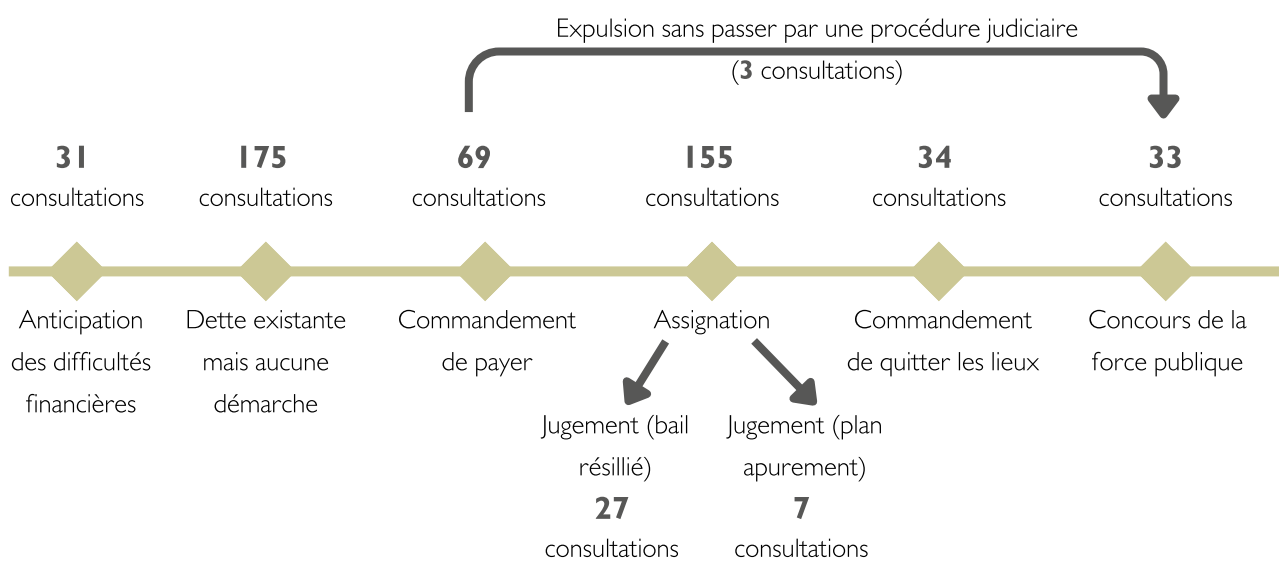 Expulsion sans passer par une procédure judiciaire
(3 consultations)
31
consultations
175
consultations
69
consultations
155
consultations
34
consultations
33
consultations
Anticipation
des difficultés
financières
Dette existante
mais aucune
démarche
Commandement
de payer
Assignation
Commandement
de quitter les lieux
Concours de la
force publique
Jugement (bail
résillié)
27
consultations
Jugement (plan
apurement)
7
consultations